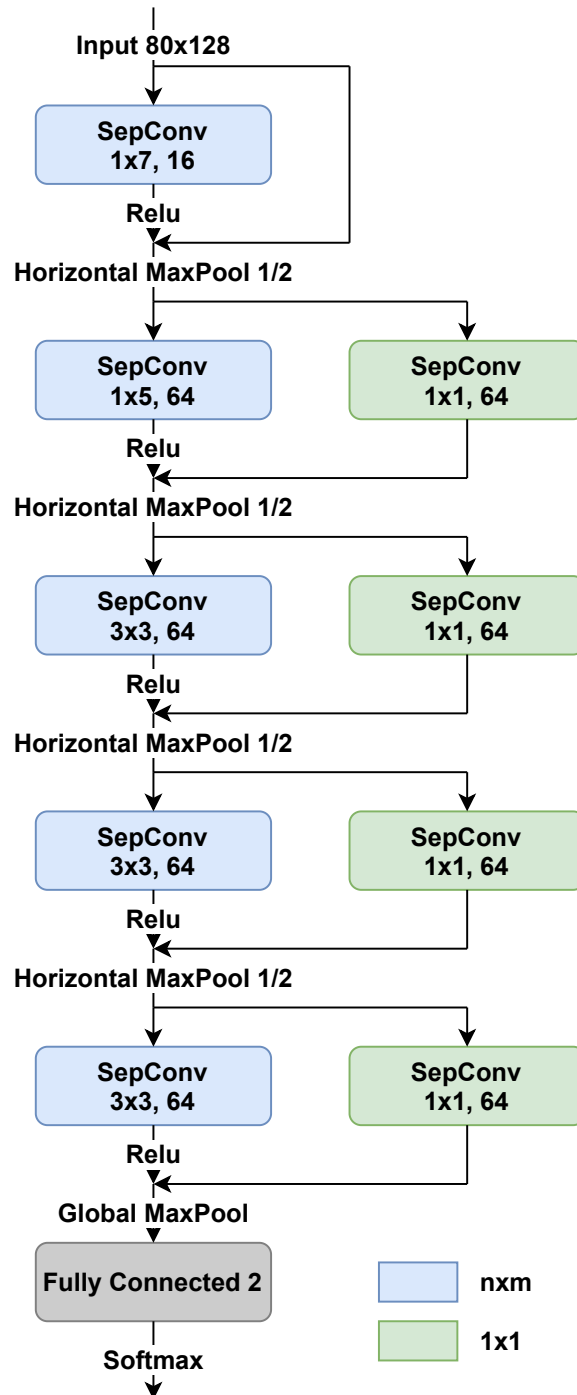 Input 80x128
SepConv
1x7, 16
Relu
Horizontal MaxPool 1/2
SepConv
1x5, 64
SepConv
1x1, 64
Relu
Horizontal MaxPool 1/2
SepConv
3x3, 64
SepConv
1x1, 64
Relu
Horizontal MaxPool 1/2
SepConv
3x3, 64
SepConv
1x1, 64
Relu
Horizontal MaxPool 1/2
SepConv
3x3, 64
SepConv
1x1, 64
Relu
Global MaxPool
Fully Connected 2
Softmax
nxm
1x1